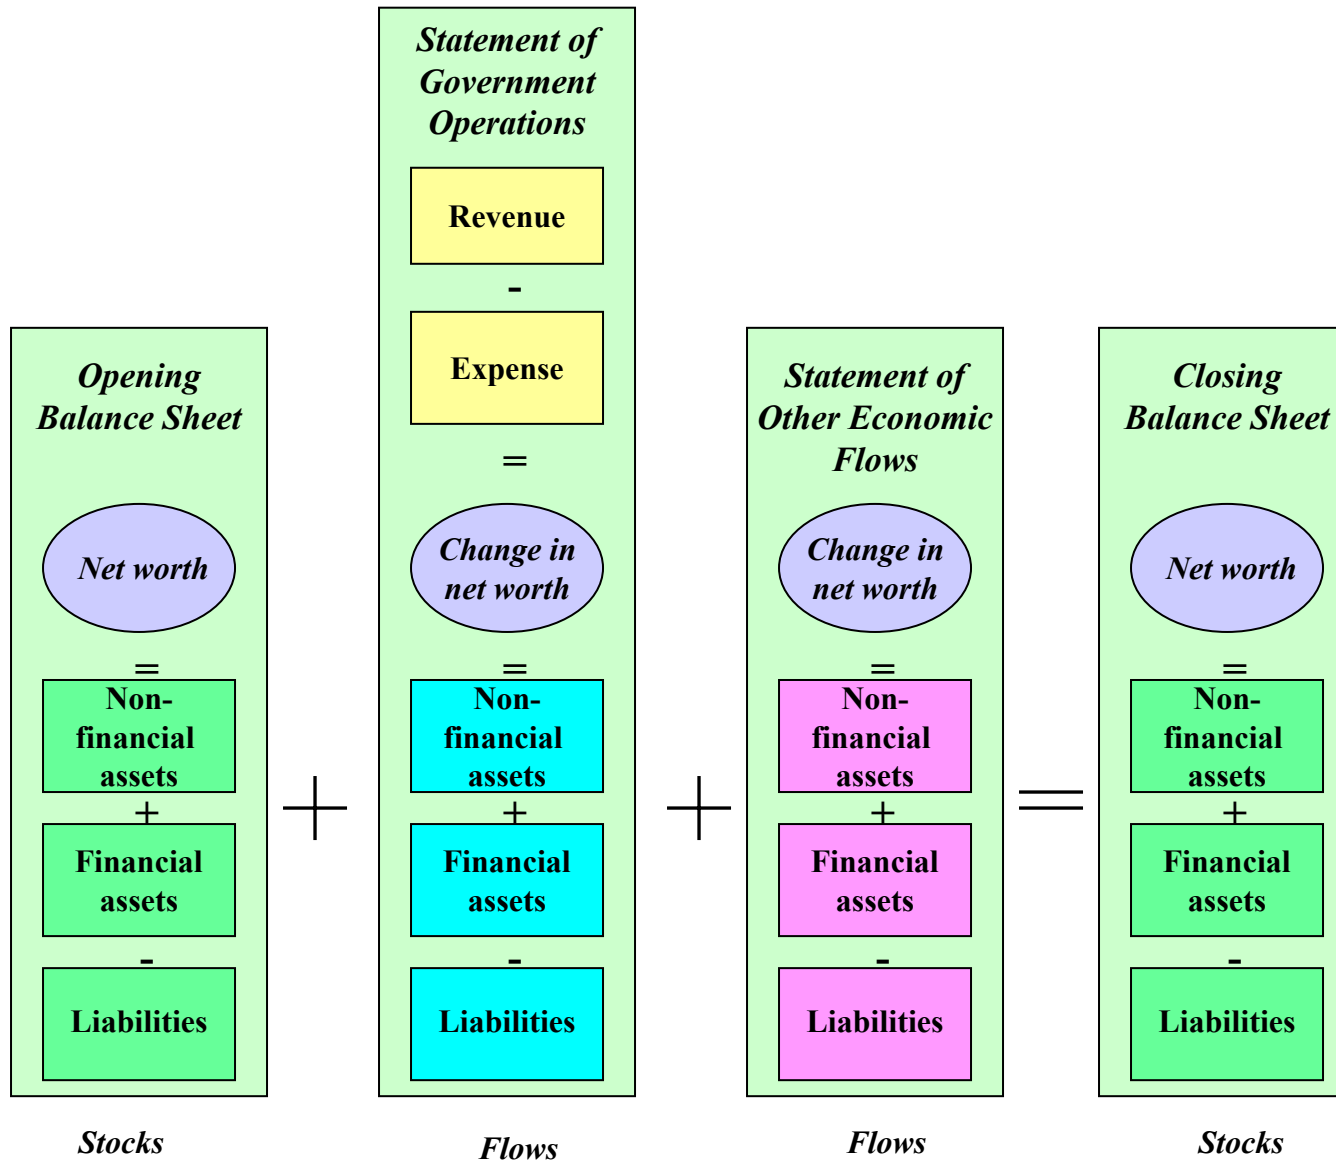 Opening
Balance Sheet
Net worth
=
Non-
financial
assets
+
Financial
assets
-
Liabilities
Stocks
+
Statement of
Government
Operations
Revenue
-
Expense
=
Change in
net worth
=
Non-
financial
assets
+
Financial
assets
-
Liabilities
Flows
+
Statement of
Other Economic
Flows
Change in
net worth
=
Non-
financial
assets
+
Financial
assets
-
Liabilities
Flows
=
Closing
Balance Sheet
Net worth
=
Non-
financial
assets
+
Financial
assets
-
Liabilities
Stocks